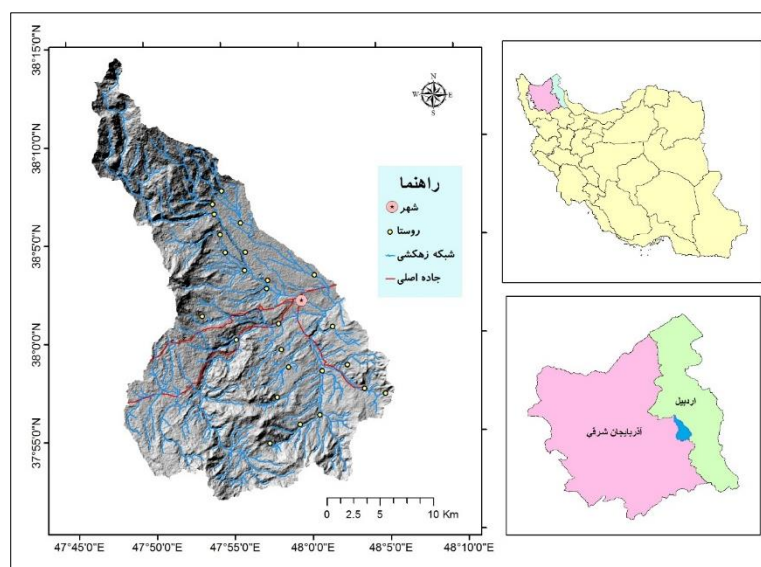 38°15'0"N
38°10'0"N
38°5'0"N
38°0'0"N
37°55'0"N
N
W E
S
راهنما
شهر
روستا
شبکه زهکشی
جاده اصلی
0 2.5 5 10 Km
47°45'0"E 47°50'0"E 47°55'0"E 48°0'0"E 48°5'0"E 48°10'0"E
اردبیل
آذربایجان شرقی